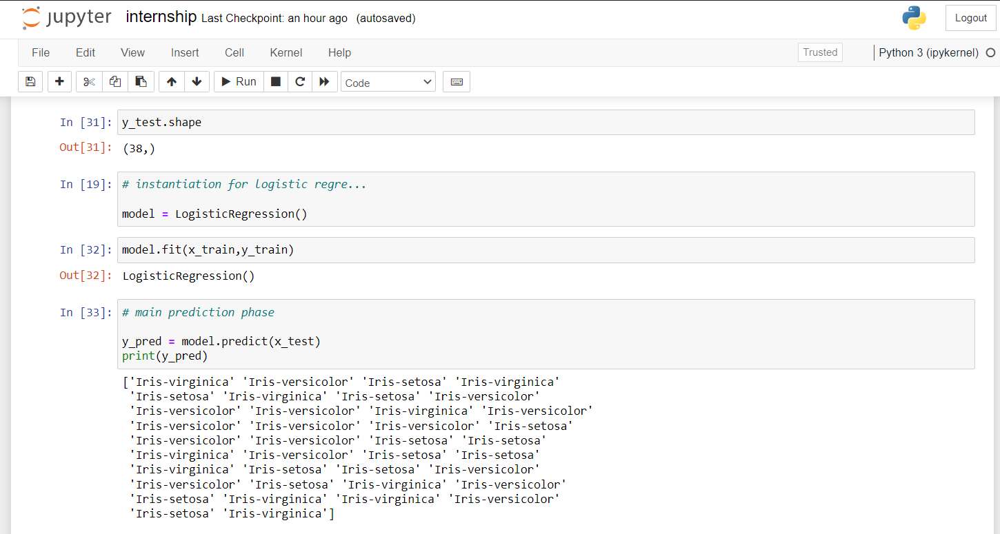 jupyter internship Last Checkpoint: an hour ago (autosaved) Logout
File Edit View Insert Cell Kernel Help Trusted Python 3 (ipykernel)
Run Code
In [31]: y_test.shape
Out[31]: (38,)
In [19]: # instantiation for logistic regre...
model = LogisticRegression()
In [32]: model.fit(x_train,y_train)
Out[32]: LogisticRegression()
In [33]: # main prediction phase
y_pred = model.predict(x_test)
print(y_pred)
['Iris-virginica' 'Iris-versicolor' 'Iris-setosa' 'Iris-virginica'
'Iris-setosa' 'Iris-virginica' 'Iris-setosa' 'Iris-versicolor'
'Iris-versicolor' 'Iris-versicolor' 'Iris-virginica' 'Iris-versicolor'
'Iris-versicolor' 'Iris-versicolor' 'Iris-versicolor' 'Iris-setosa'
'Iris-versicolor' 'Iris-versicolor' 'Iris-setosa' 'Iris-setosa'
'Iris-virginica' 'Iris-versicolor' 'Iris-setosa' 'Iris-setosa'
'Iris-virginica' 'Iris-setosa' 'Iris-setosa' 'Iris-versicolor'
'Iris-versicolor' 'Iris-setosa' 'Iris-virginica' 'Iris-versicolor'
'Iris-setosa' 'Iris-virginica' 'Iris-virginica' 'Iris-versicolor'
'Iris-setosa' 'Iris-virginica']